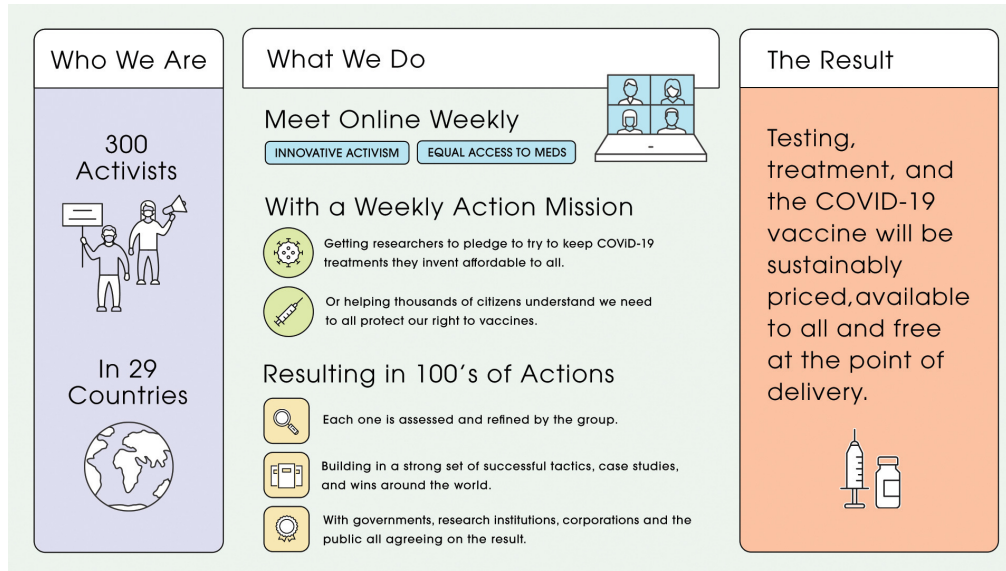 Who We Are
300
Activists
In 29
Countries
What We Do
Meet Online Weekly
INNOVATIVE ACTIVISM
EQUAL ACCESS TO MEDS
With a Weekly Action Mission
Getting researchers to pledge to try to keep COViD-19
treatments they invent affordable to all.
Or helping thousands of citizens understand we need
to all protect our right to vaccines.
Resulting in 100's of Actions
Each one is assessed and refined by the group.
Building in a strong set of successful tactics, case studies,
and wins around the world.
With governments, research institutions, corporations and the
public all agreeing on the result.
The Result
Testing,
treatment, and
the COVID-19
vaccine will be
sustainably
priced,available
to all and free
at the point of
delivery.